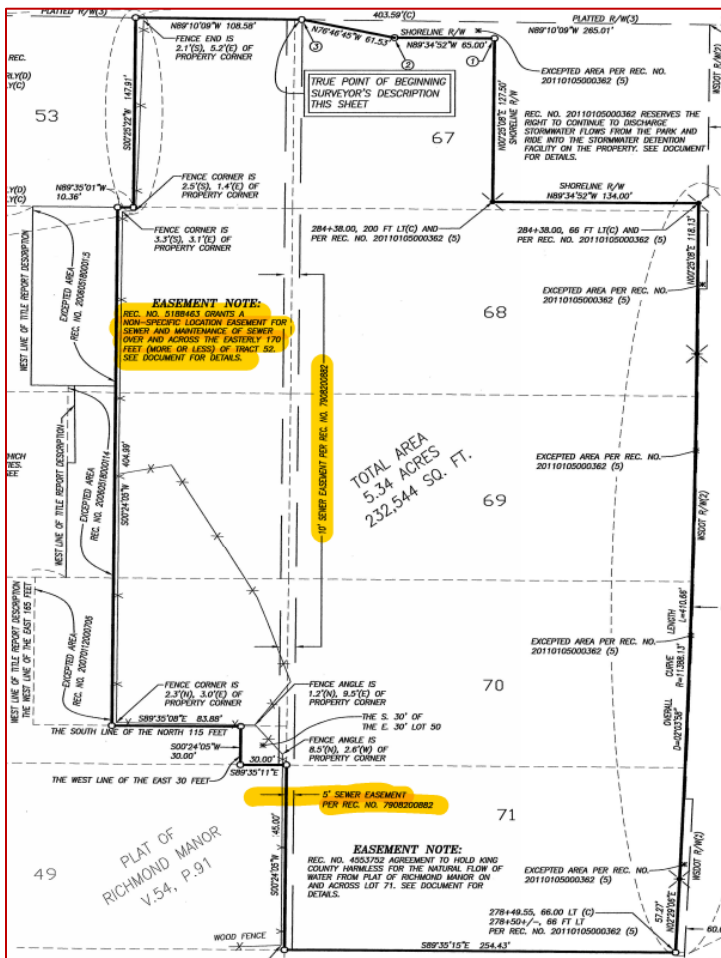 403.59'(C)
PLATTED R/W(3)
PLATTED R/W(3)
N89°10'09"W 108.58'
N76°46'45"W 61.53'
SHORELINE R/W
N89°34'52"W 65.00'
N89°10'09"W 265.01'
3
2
1
FENCE END IS
2.1'(S), 5.2'(E) OF
PROPERTY CORNER
TRUE POINT OF BEGINNING
SURVEYOR'S DESCRIPTION
THIS SHEET
EXCEPTED AREA PER REC. NO.
20110105000362 (5)
WSDOT R/W(2)
REC.
RLY(D)
Y(C)
53
S00°25'22"W 147.91'
67
N00°25'08"E 127.50'
SHORELINE R/W
REC. NO. 20110105000362 RESERVES THE
RIGHT TO CONTINUE TO DISCHARGE
STORMWATER FLOWS FROM THE PARK AND
RIDE INTO THE STORMWATER DETENTION
FACILITY ON THE PROPERTY. SEE DOCUMENT
FOR DETAILS.
RLY(D)
Y(C)
N89°35'01"W
10.36'
FENCE CORNER IS
2.5'(S), 1.4'(E) OF
PROPERTY CORNER
SHORELINE R/W
N89°34'52"W 134.00'
FENCE CORNER IS
3.3'(S), 3.1'(E) OF
PROPERTY CORNER
284+38.00, 200 FT LT(C) AND
PER REC. NO. 20110105000362 (5)
284+38.00, 66 FT LT(C) AND
PER REC. NO. 20110105000362 (5)
N00°25'08"E 118.13'
WEST LINE OF TITLE REPORT DESCRIPTION
EXCEPTED AREA
EXCEPTED AREA PER REC. NO.
20110105000362 (5)
EASEMENT NOTE:
REC. NO. 5188463 GRANTS A
NON-SPECIFIC LOCATION EASEMENT FOR
SEWER AND MAINTENANCE OF SEWER
OVER AND ACROSS THE EASTERLY 170
FEET (MORE OR LESS) OF TRACT 52.
SEE DOCUMENT FOR DETAILS.
68
10' SEWER EASEMENT PER REC. NO. 7908200882
TOTAL AREA
5.34 ACRES
232,544 SQ. FT.
HICH
TIES.
SEE
WEST LINE OF TITLE REPORT DESCRIPTION
EXCEPTED AREA
S00°24'05"W 404.99'
EXCEPTED AREA PER REC. NO.
20110105000362 (5)
WSDOT R/W(2)
69
WEST LINE OF TITLE REPORT DESCRIPTION
THE WEST LINE OF THE EAST 165 FEET
EXCEPTED AREA
REC. NO. 20070112000705
EXCEPTED AREA PER REC. NO.
20110105000362 (5)
OVERALL CURVE LENGTH
D=02°03'58" R=11388.13' L=410.66'
FENCE CORNER IS
2.3'(N), 3.0'(E) OF
PROPERTY CORNER
FENCE ANGLE IS
1.2'(N), 9.5'(E) OF
PROPERTY CORNER
70
S89°35'08"E 83.88'
THE SOUTH LINE OF THE NORTH 115 FEET
THE S. 30' OF
THE E. 30' LOT 50
S00°24'05"W
30.00'
FENCE ANGLE IS
8.5'(N), 2.6'(W) OF
PROPERTY CORNER
THE WEST LINE OF THE EAST 30 FEET
30.00'
S89°35'11"E
5' SEWER EASEMENT
PER REC. NO. 7908200882
71
PLAT OF
RICHMOND MANOR
V.54, P.91
49
S00°24'05"W 145.00'
EASEMENT NOTE:
REC. NO. 4553752 AGREEMENT TO HOLD KING
COUNTY HARMLESS FOR THE NATURAL FLOW OF
WATER FROM PLAT OF RICHMOND MANOR ON
AND ACROSS LOT 71. SEE DOCUMENT FOR
DETAILS.
EXCEPTED AREA PER REC. NO.
20110105000362 (5)
WSDOT R/W(2)
278+49.55, 66.00 LT (C)
278+50+/-, 66 FT LT
PER REC. NO. 20110105000362 (5)
57.27'
N02°29'06"E
WOOD FENCE
S89°35'15"E 254.43'